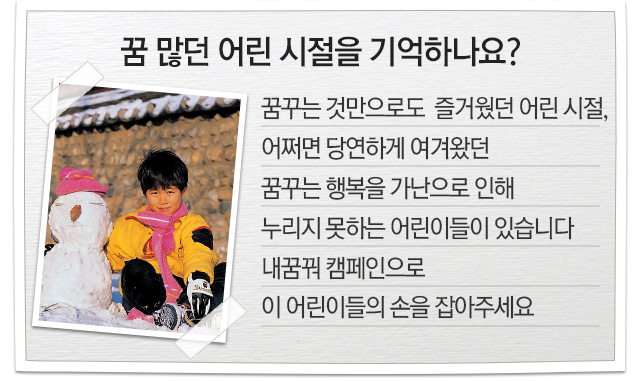 꿈 많던 어린 시절을 기억하나요?
꿈꾸는 것만으로도 즐거웠던 어린 시절,
어쩌면 당연하게 여겨왔던
꿈꾸는 행복을 가난으로 인해
누리지 못하는 어린이들이 있습니다
내꿈꿔 캠페인으로
이 어린이들의 손을 잡아주세요